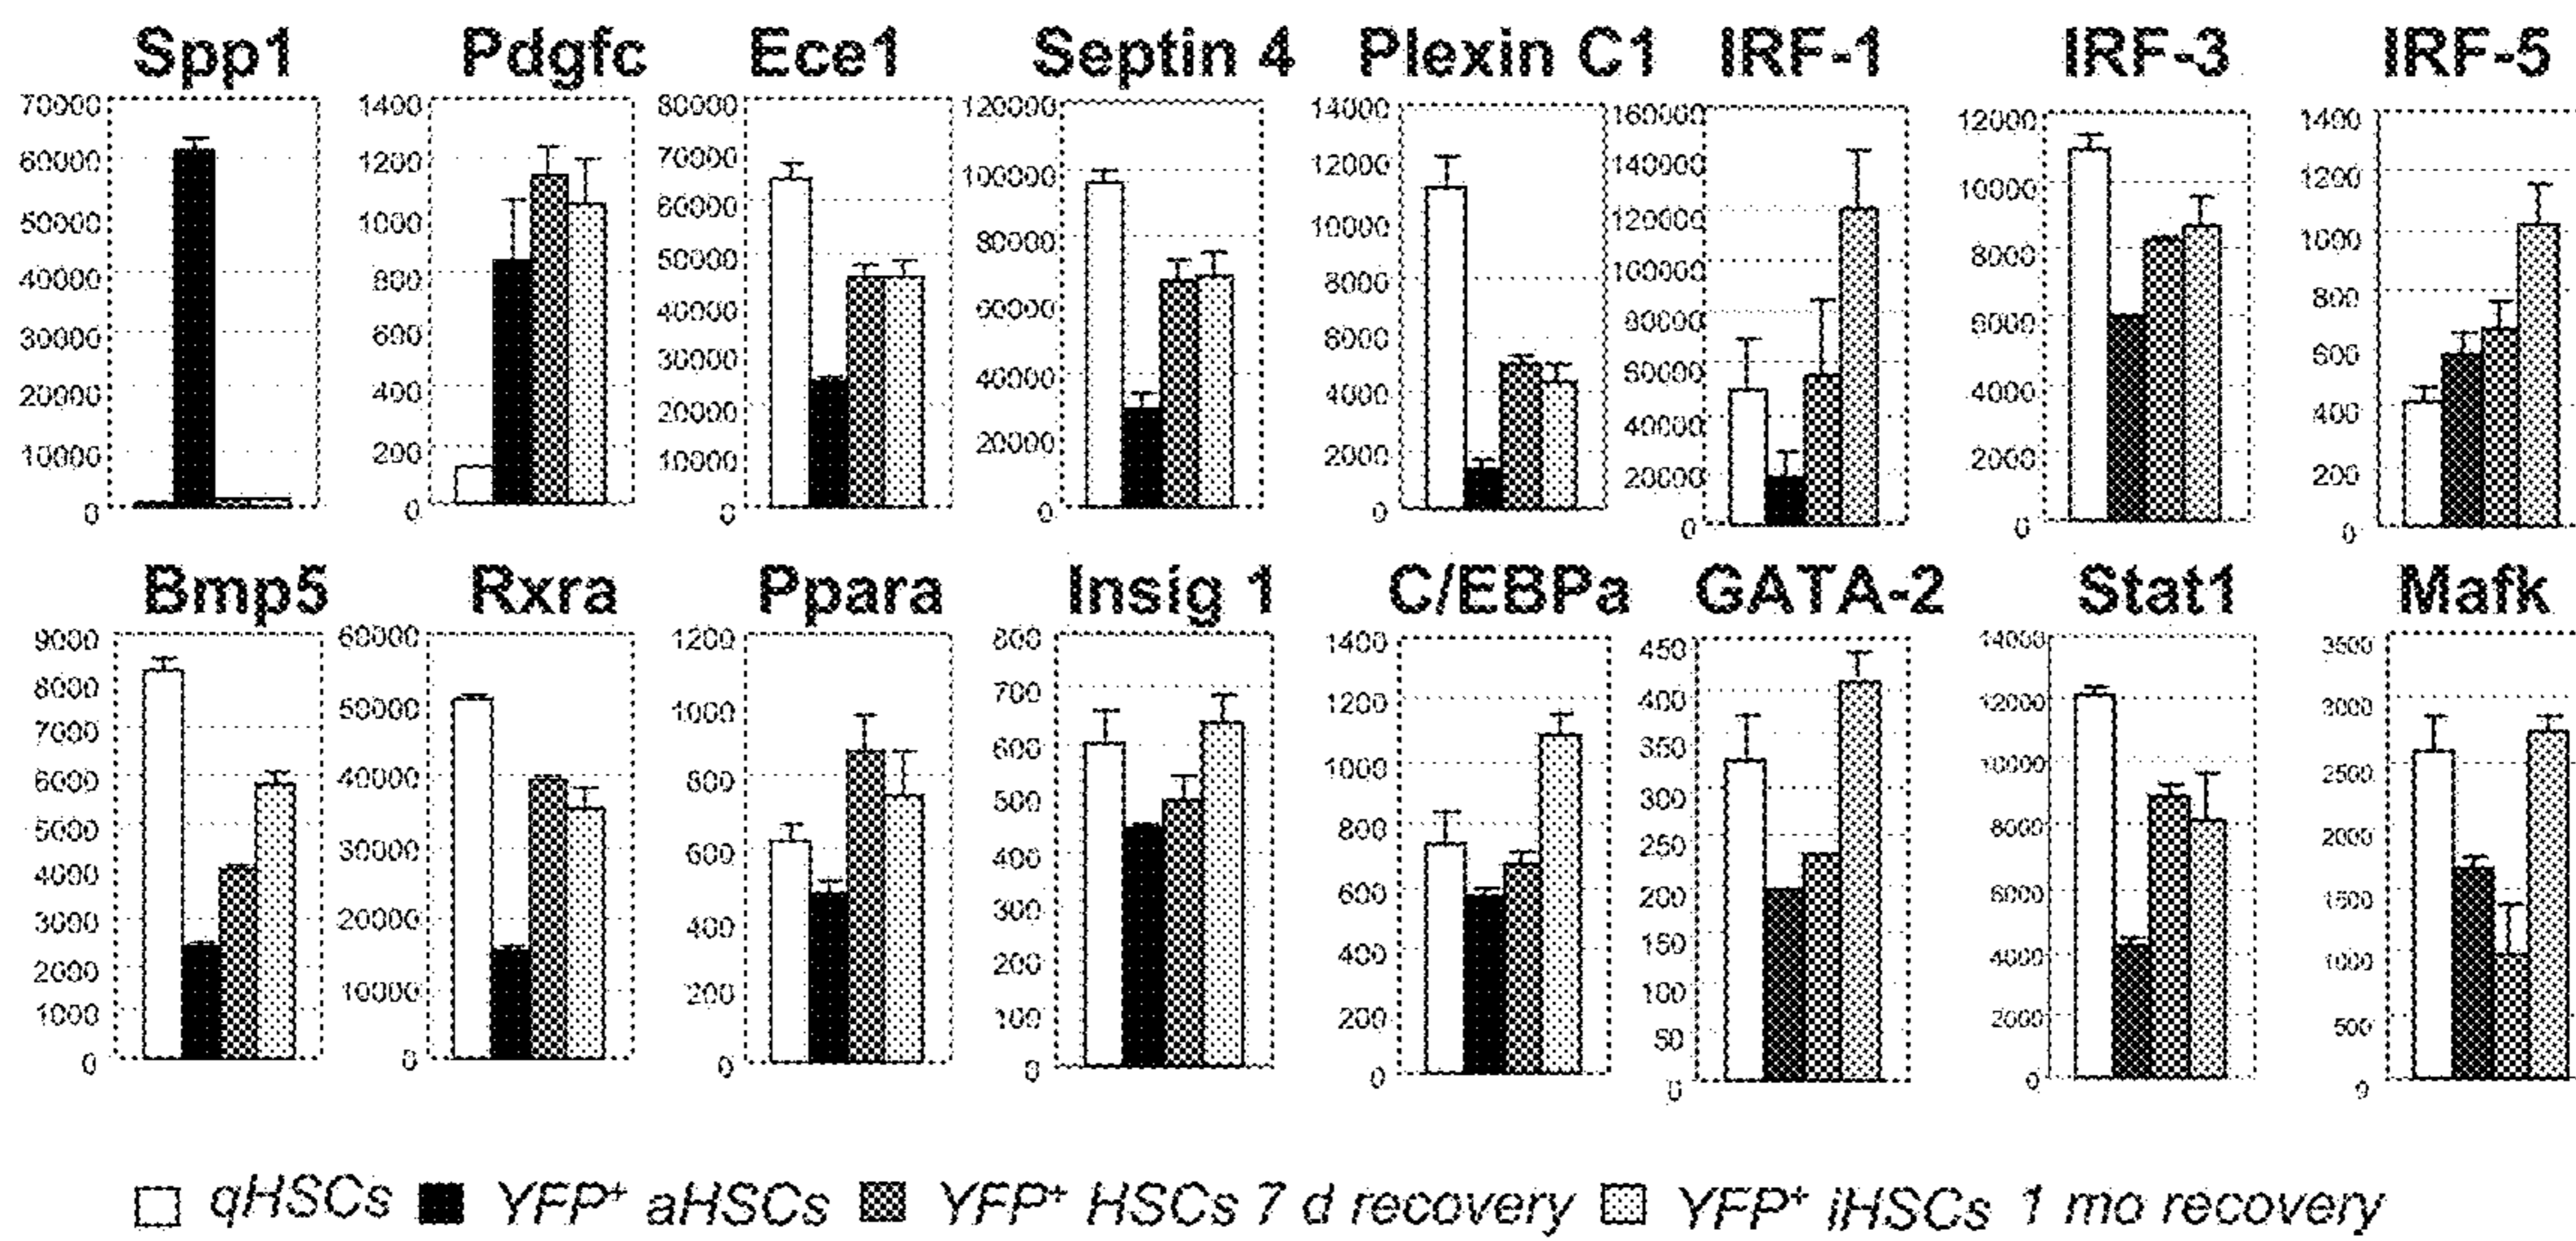 Spp1 Pdgfc Ece1 Septin 4 Plexin C1 IRF-1 IRF-3 IRF-5
70000 60000 50000 40000 30000 20000 10000 0
1400 1200 1000 800 600 400 200 0
80000 70000 60000 50000 40000 30000 20000 10000 0
120000 100000 80000 60000 40000 20000 0
14000 12000 10000 8000 6000 4000 2000 0
160000 140000 120000 100000 80000 60000 40000 20000 0
12000 10000 8000 6000 4000 2000 0
1400 1200 1000 800 600 400 200 0
Bmp5 Rxra Ppara Insig 1 C/EBPa GATA-2 Stat1 Mafk
9000 8000 7000 6000 5000 4000 3000 2000 1000 0
60000 50000 40000 30000 20000 10000 0
1200 1000 800 600 400 200 0
800 700 600 500 400 300 200 100 0
1400 1200 1000 800 600 400 200 0
450 400 350 300 250 200 150 100 50 0
14000 12000 10000 8000 6000 4000 2000 0
3500 3000 2500 2000 1500 1000 500 0
qHSCs YFP⁺ aHSCs YFP⁺ HSCs 7 d recovery YFP⁺ iHSCs 1 mo recovery